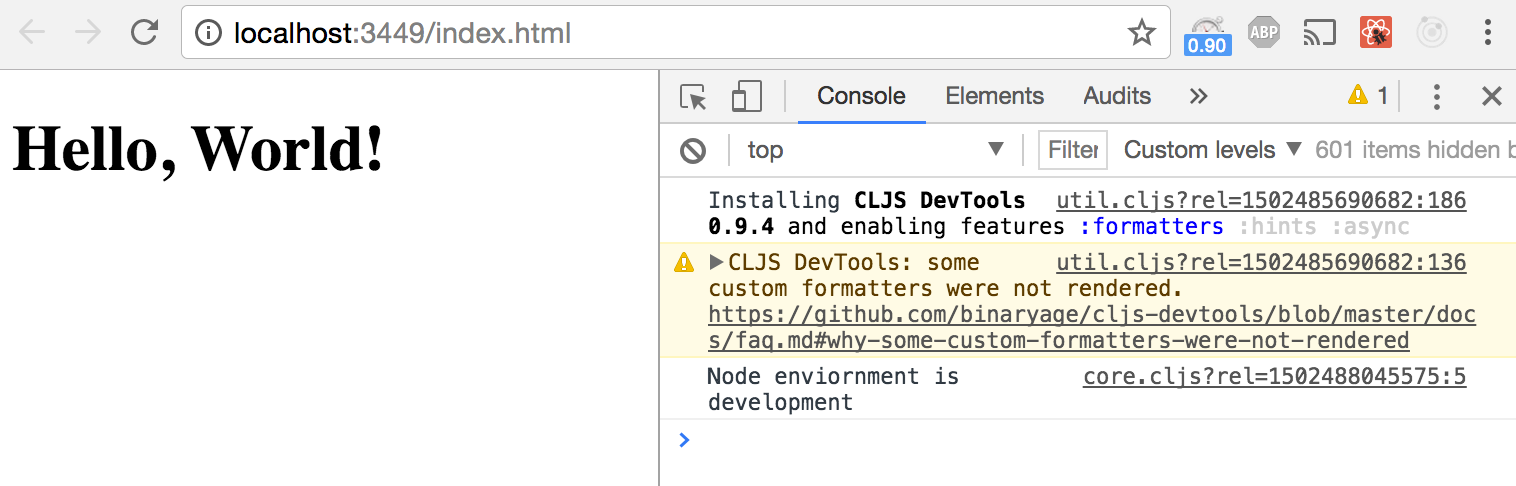 localhost:3449/index.html
0.90
ABP
Hello, World!
Console Elements Audits 1
top Filter Custom levels 601 items hidden b
Installing CLJS DevTools util.cljs?rel=1502485690682:186
0.9.4 and enabling features :formatters :hints :async
CLJS DevTools: some util.cljs?rel=1502485690682:136
custom formatters were not rendered.
https://github.com/binaryage/cljs-devtools/blob/master/doc
s/faq.md#why-some-custom-formatters-were-not-rendered
Node enviornment is core.cljs?rel=1502488045575:5
development